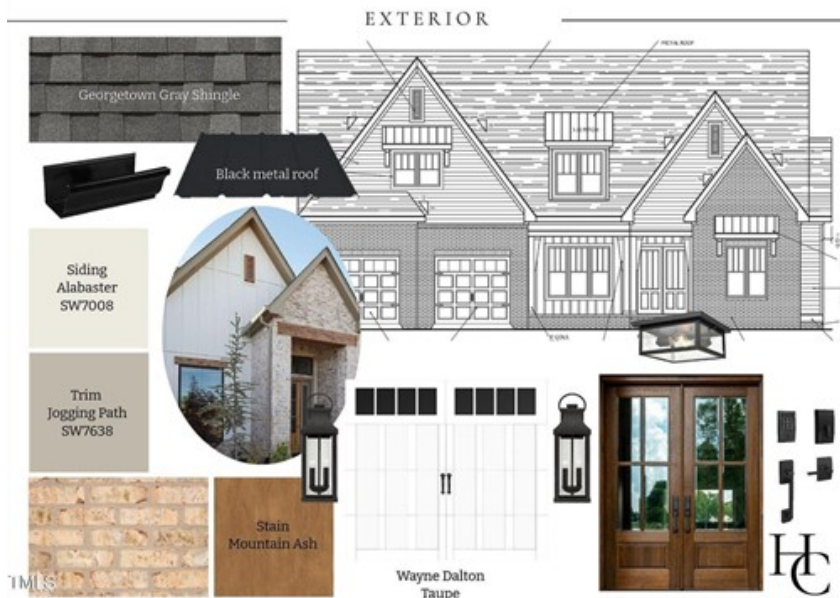 EXTERIOR
Georgetown Gray Shingle
METAL ROOF
Black metal roof
Siding
Alabaster
SW7008
Trim
Jogging Path
SW7638
Stain
Mountain Ash
Wayne Dalton
Taupe
HC
TMLS